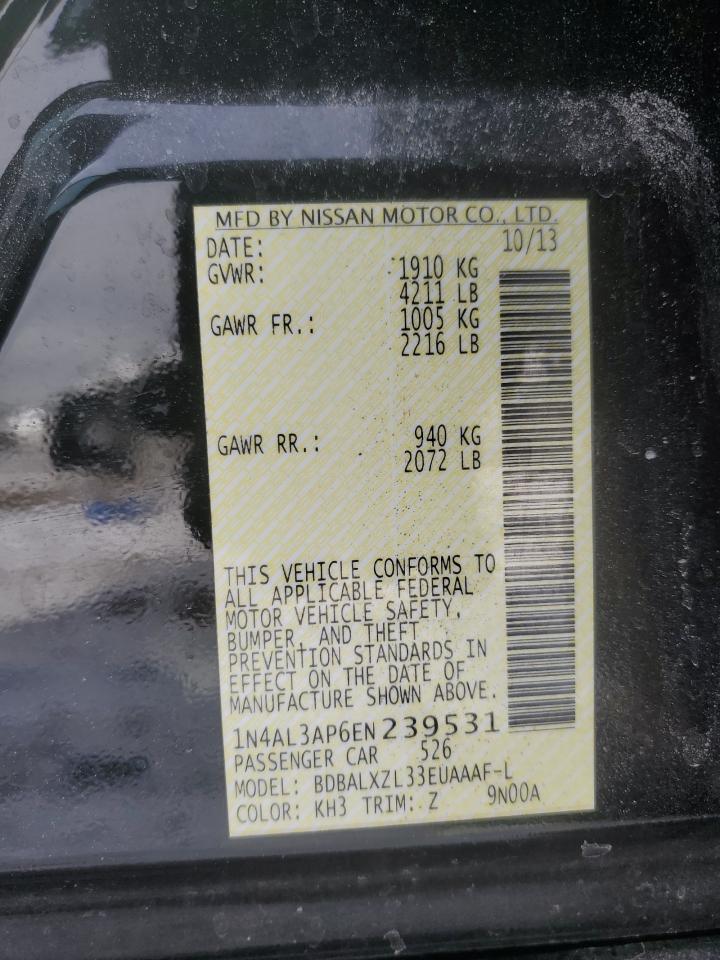 MFD BY NISSAN MOTOR CO., LTD.
DATE: 10/13
GVWR: 1910 KG
4211 LB
GAWR FR.: 1005 KG
2216 LB
GAWR RR.: 940 KG
2072 LB
THIS VEHICLE CONFORMS TO
ALL APPLICABLE FEDERAL
MOTOR VEHICLE SAFETY,
BUMPER, AND THEFT
PREVENTION STANDARDS IN
EFFECT ON THE DATE OF
MANUFACTURE SHOWN ABOVE.
1N4AL3AP6EN239531
PASSENGER CAR 526
MODEL: BDBALXZL33EUAAAF-L
COLOR: KH3 TRIM: Z 9N00A